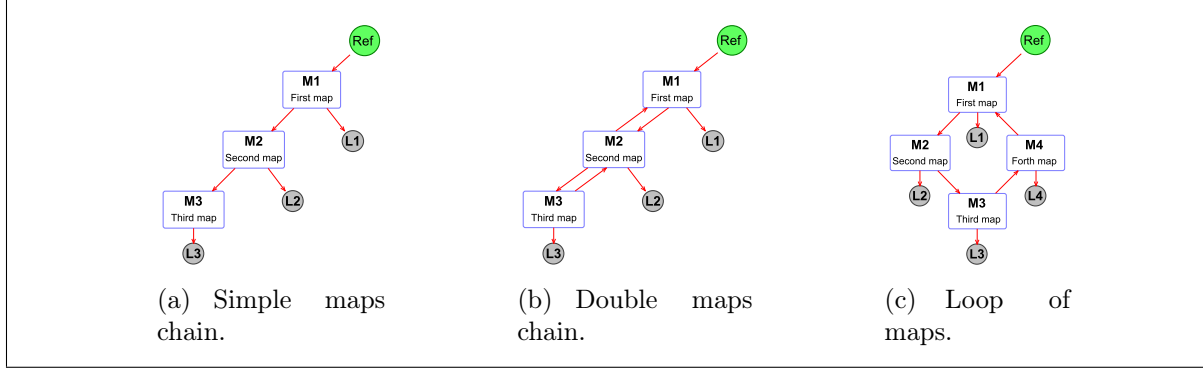 Ref
M1
First map
M2
Second map
L1
M3
Third map
L2
L3
(a) Simple maps
chain.
Ref
M1
First map
M2
Second map
L1
M3
Third map
L2
L3
(b) Double maps
chain.
Ref
M1
First map
L1
M2
Second map
M4
Forth map
L2
L4
M3
Third map
L3
(c) Loop of
maps.